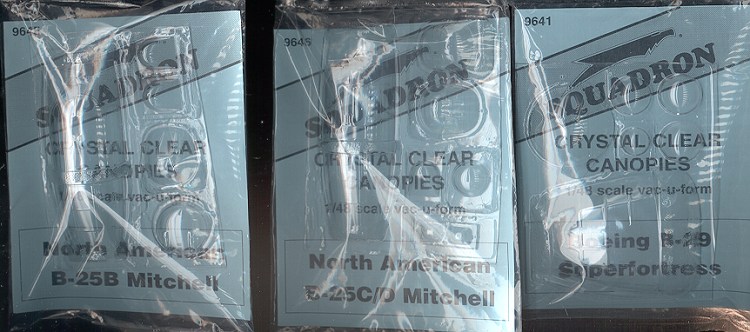 SQUADRON
CRYSTAL CLEAR
CANOPIES
1/48 scale vac-u-form
North American
B-25B Mitchell
SQUADRON
CRYSTAL CLEAR
CANOPIES
1/48 scale vac-u-form
North American
B-25C/D Mitchell
9641
SQUADRON
CRYSTAL CLEAR
CANOPIES
1/48 scale vac-u-form
Boeing B-29
Superfortress